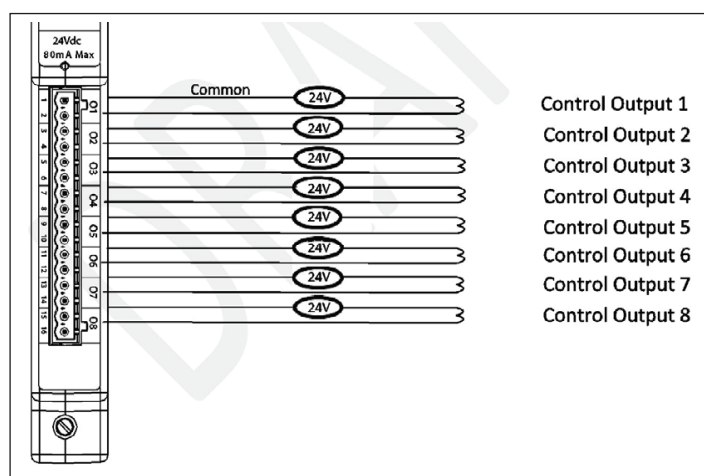 24Vdc
80mA Max
Common
24V
Control Output 1
24V
Control Output 2
24V
Control Output 3
24V
Control Output 4
24V
Control Output 5
24V
Control Output 6
24V
Control Output 7
24V
Control Output 8
1
2
3
4
5
6
7
8
9
10
11
12
13
14
15
16
O1
O2
O3
O4
O5
O6
O7
O8
DRAF